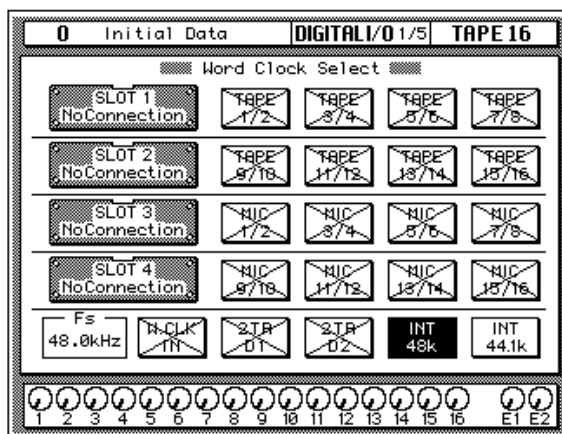 0 Initial Data DIGITAL I/O 1/5 TAPE 16
Word Clock Select
SLOT 1 NoConnection TAPE 1/2 TAPE 3/4 TAPE 5/6 TAPE 7/8
SLOT 2 NoConnection TAPE 9/10 TAPE 11/12 TAPE 13/14 TAPE 15/16
SLOT 3 NoConnection MIC 1/2 MIC 3/4 MIC 5/6 MIC 7/8
SLOT 4 NoConnection MIC 9/10 MIC 11/12 MIC 13/14 MIC 15/16
Fs 48.0kHz W.CLK IN 2TR D1 2TR D2 INT 48k INT 44.1k
1 2 3 4 5 6 7 8 9 10 11 12 13 14 15 16 E1 E2